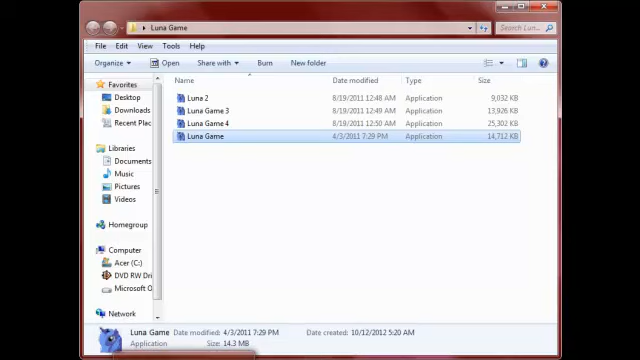 Luna Game
Search Lun...
File Edit View Tools Help
Organize Open Share with Burn New folder
Name Date modified Type Size
Favorites
Desktop
Downloads
Recent Plac
Libraries
Documents
Music
Pictures
Videos
Homegroup
Computer
Acer (C:)
DVD RW Dri
Microsoft O
Network
Luna 2 8/19/2011 12:48 AM Application 9,032 KB
Luna Game 3 8/19/2011 12:49 AM Application 13,926 KB
Luna Game 4 8/19/2011 12:50 AM Application 25,302 KB
Luna Game 4/3/2011 7:29 PM Application 14,712 KB
Luna Game Date modified: 4/3/2011 7:29 PM Date created: 10/12/2012 5:20 AM
Application Size: 14.3 MB